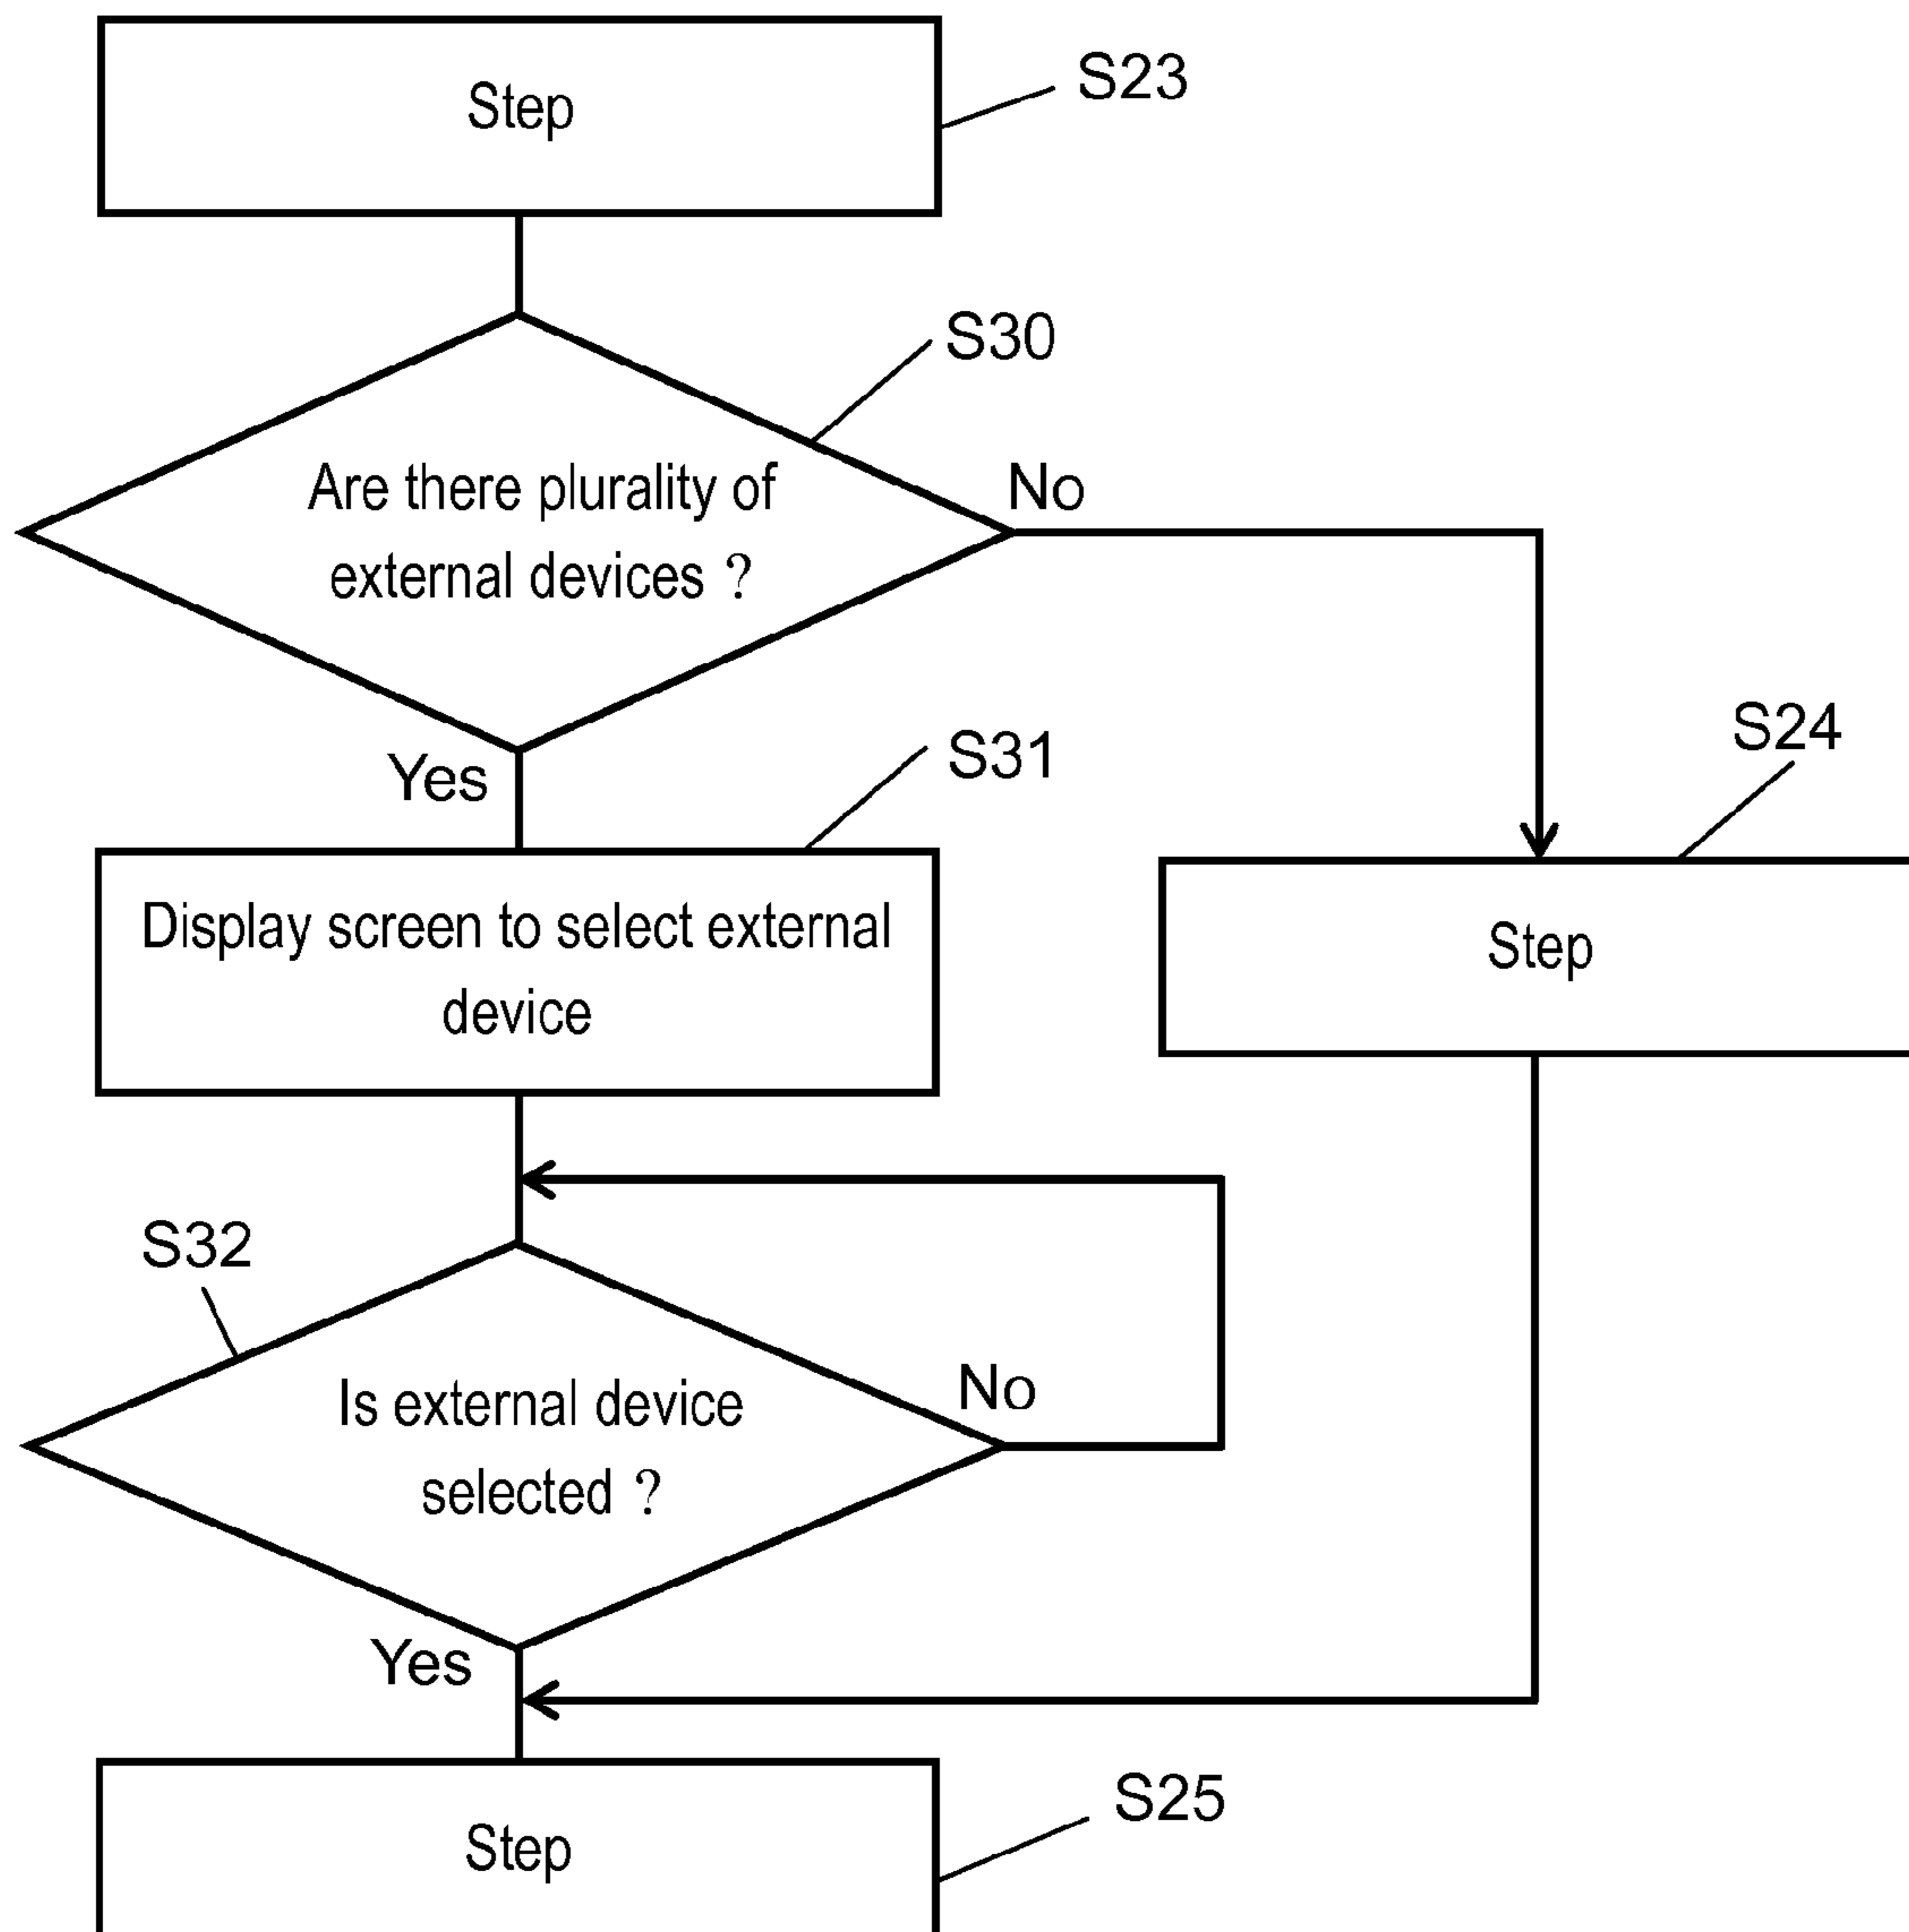 Step
S23
S30
Are there plurality of
external devices ?
No
Yes
S31
S24
Display screen to select external
device
Step
S32
Is external device
selected ?
No
Yes
Step
S25